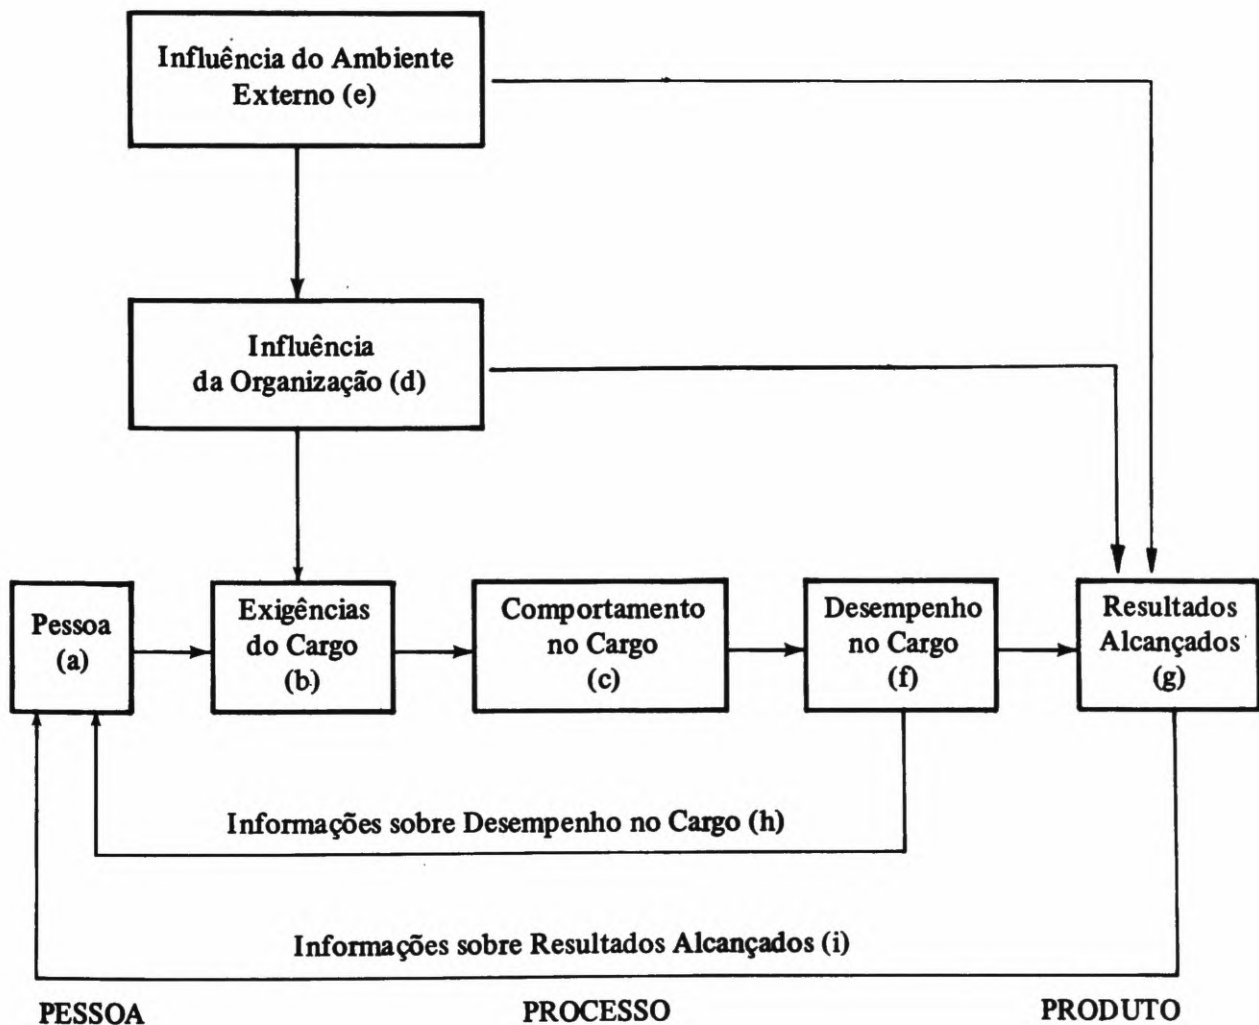 Influência do Ambiente
Externo (e)
Influência
da Organização (d)
Pessoa
(a)
Exigências
do Cargo
(b)
Comportamento
no Cargo
(c)
Desempenho
no Cargo
(f)
Resultados
Alcançados
(g)
Informações sobre Desempenho no Cargo (h)
Informações sobre Resultados Alcançados (i)
PESSOA
PROCESSO
PRODUTO